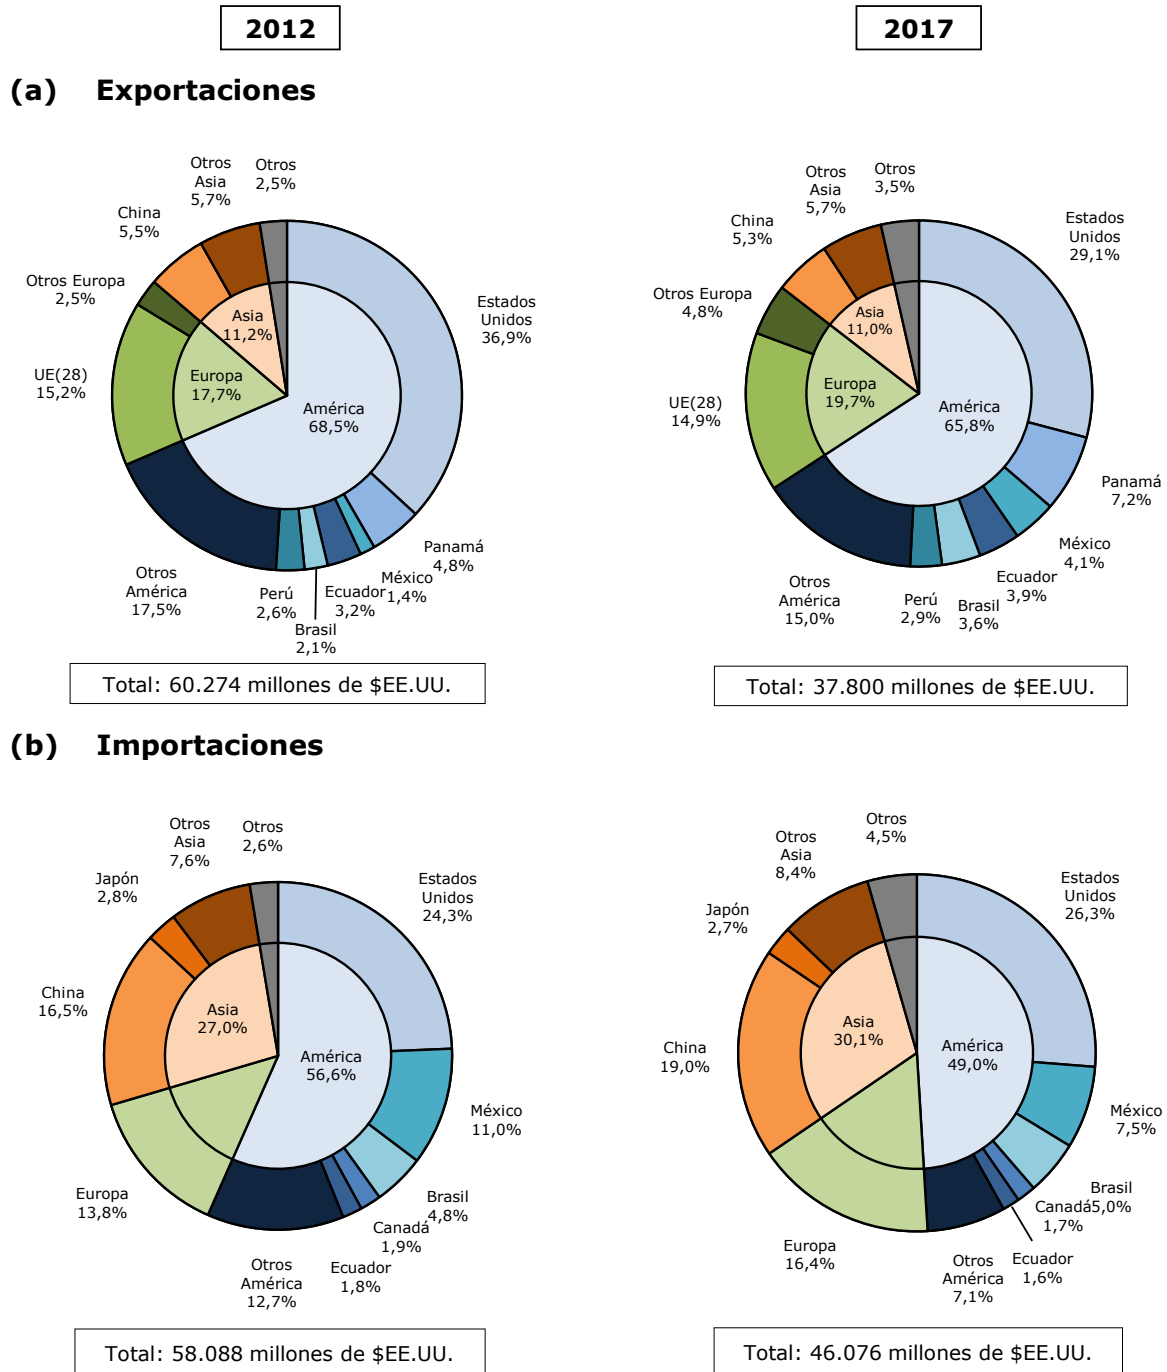 2012
2017
(a) Exportaciones
Otros
Asia
5,7%
Otros
2,5%
China
5,5%
Otros Europa
2,5%
Estados
Unidos
36,9%
Asia
11,2%
UE(28)
15,2%
Europa
17,7%
América
68,5%
Panamá
4,8%
México
1,4%
Ecuador
3,2%
Brasil
2,1%
Perú
2,6%
Otros
América
17,5%
Total: 60.274 millones de $EE.UU.
Otros
Asia
5,7%
Otros
3,5%
China
5,3%
Estados
Unidos
29,1%
Otros Europa
4,8%
Asia
11,0%
Europa
19,7%
UE(28)
14,9%
América
65,8%
Panamá
7,2%
México
4,1%
Ecuador
3,9%
Brasil
3,6%
Perú
2,9%
Otros
América
15,0%
Total: 37.800 millones de $EE.UU.
(b) Importaciones
Otros
Asia
7,6%
Otros
2,6%
Japón
2,8%
Estados
Unidos
24,3%
China
16,5%
Asia
27,0%
América
56,6%
México
11,0%
Europa
13,8%
Brasil
4,8%
Canadá
1,9%
Ecuador
1,8%
Otros
América
12,7%
Total: 58.088 millones de $EE.UU.
Otros
Asia
8,4%
Otros
4,5%
Japón
2,7%
Estados
Unidos
26,3%
China
19,0%
Asia
30,1%
América
49,0%
México
7,5%
Brasil
5,0%
Canadá
1,7%
Ecuador
1,6%
Otros
América
7,1%
Europa
16,4%
Total: 46.076 millones de $EE.UU.